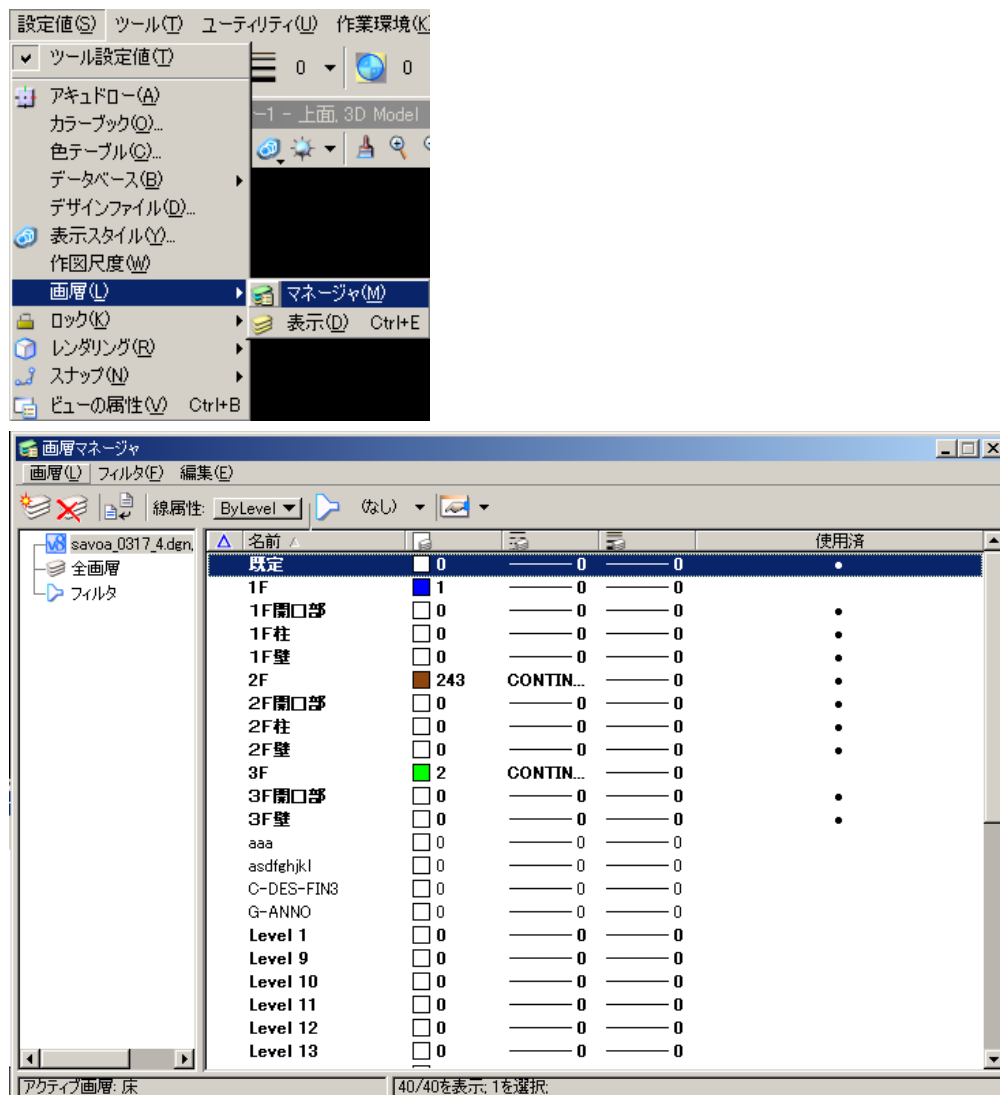 設定値(S) ツール(T) ユーティリティ(U) 作業環境(K)
ツール設定値(T)
0 0
アキュドロー(A)
-1 - 上面, 3D Model
カラーブック(O)...
色テーブル(C)...
データベース(B)
デザインファイル(D)...
表示スタイル(Y)...
作図尺度(W)
画層(L) マネージャ(M)
ロック(K) 表示(D) Ctrl+E
レンダリング(R)
スナップ(N)
ビューの属性(V) Ctrl+B
画層マネージャ
画層(L) フィルタ(F) 編集(E)
線属性: ByLevel (なし)
v8 savoa_0317_4.dgn,
全画層
フィルタ
名前 使用済
既定 0 0 0
1F 1 0 0
1F開口部 0 0 0
1F柱 0 0 0
1F壁 0 0 0
2F 243 CONTIN... 0
2F開口部 0 0 0
2F柱 0 0 0
2F壁 0 0 0
3F 2 CONTIN... 0
3F開口部 0 0 0
3F壁 0 0 0
aaa 0 0 0
asdfghjkl 0 0 0
C-DES-FIN3 0 0 0
G-ANNO 0 0 0
Level 1 0 0 0
Level 9 0 0 0
Level 10 0 0 0
Level 11 0 0 0
Level 12 0 0 0
Level 13 0 0 0
アクティブ画層: 床 40/40を表示; 1を選択;